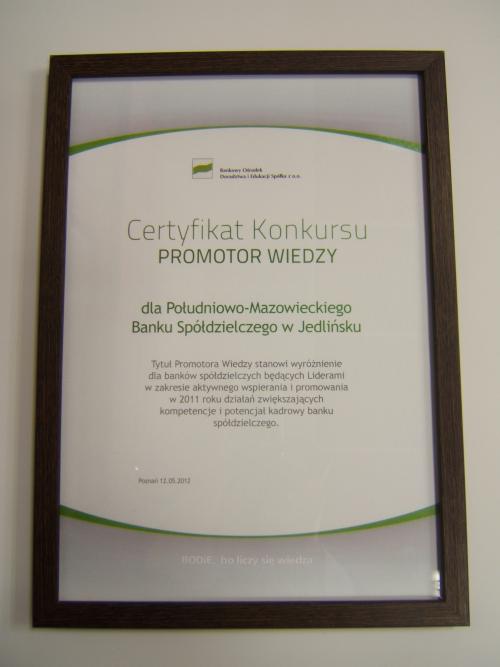 Bankowy Ośrodek
Doradztwa i Edukacji Spółka z o.o.
Certyfikat Konkursu
PROMOTOR WIEDZY
dla Południowo-Mazowieckiego
Banku Spółdzielczego w Jedlińsku
Tytuł Promotora Wiedzy stanowi wyróżnienie
dla banków spółdzielczych będących Liderami
w zakresie aktywnego wspierania i promowania
w 2011 roku działań zwiększających
kompetencje i potencjał kadrowy banku
spółdzielczego.
Poznań 12.05.2012
BODiE, bo liczy się wiedza